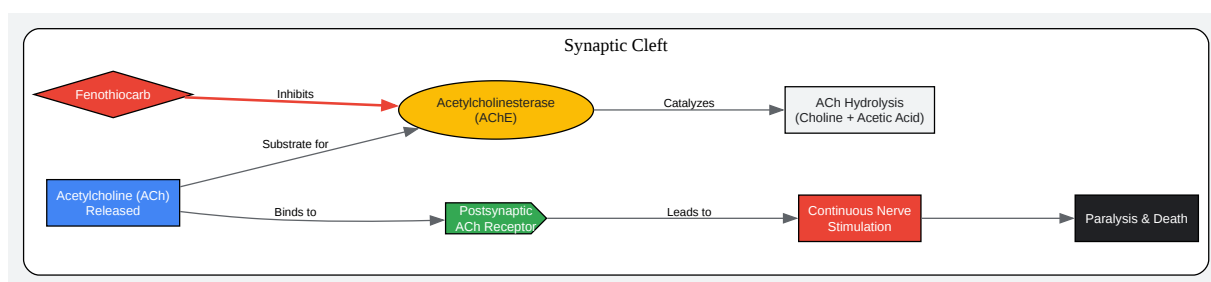 Synaptic Cleft
Fenothiocarb
Inhibits
Acetylcholinesterase
(AChE)
Catalyzes
ACh Hydrolysis
(Choline + Acetic Acid)
Substrate for
Acetylcholine (ACh)
Released
Binds to
Postsynaptic
ACh Receptor
Leads to
Continuous Nerve
Stimulation
Paralysis & Death